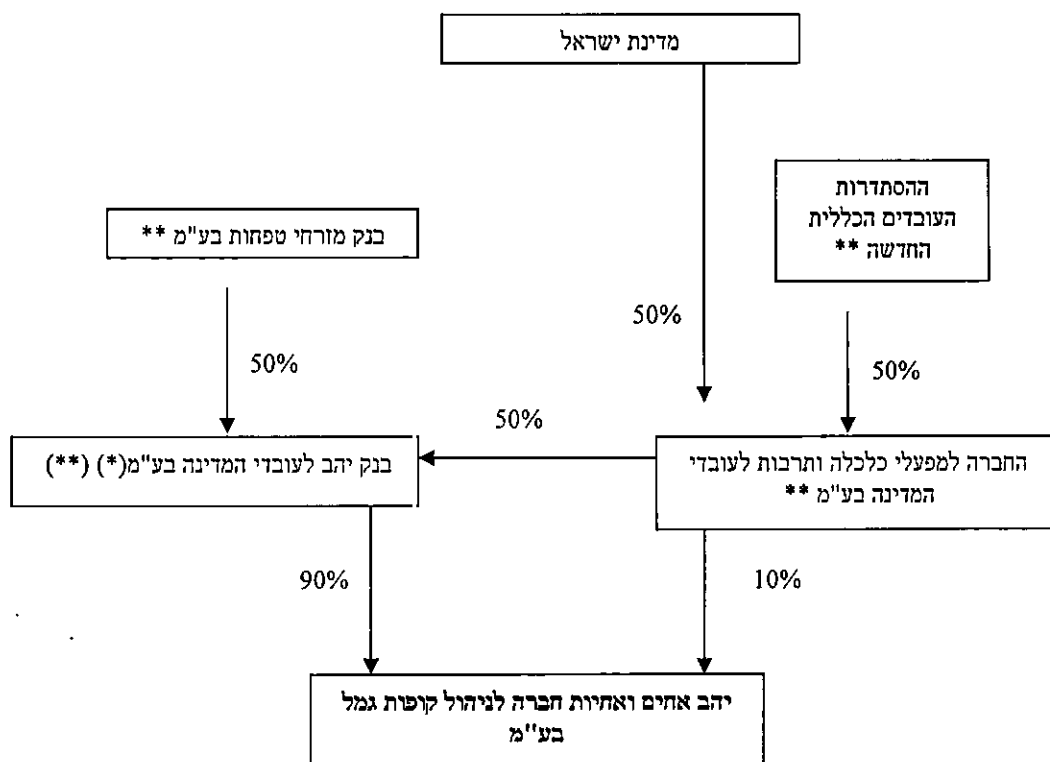 מדינת ישראל
ההסתדרות
העובדים הכללית
החדשה **
בנק מזרחי טפחות בע"מ **
50%
50%
50%
50%
בנק יהב לעובדי המדינה בע"מ(*) (**)
החברה למפעלי כלכלה ותרבות לעובדי
המדינה בע"מ **
90%
10%
יהב אחים ואחיות חברה לניהול קופות גמל
בע"מ